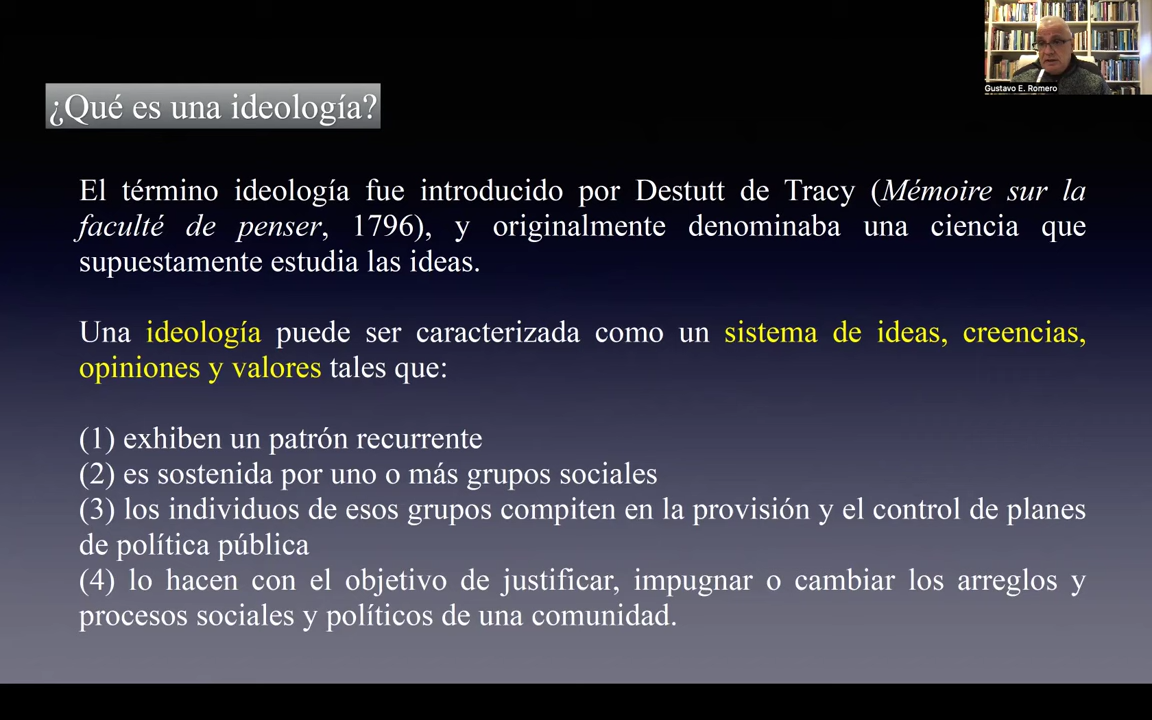 Gustavo E. Romero
¿Qué es una ideología?
El término ideología fue introducido por Destutt de Tracy (Mémoire sur la
faculté de penser, 1796), y originalmente denominaba una ciencia que
supuestamente estudia las ideas.
Una ideología puede ser caracterizada como un sistema de ideas, creencias,
opiniones y valores tales que:
(1) exhiben un patrón recurrente
(2) es sostenida por uno o más grupos sociales
(3) los individuos de esos grupos compiten en la provisión y el control de planes
de política pública
(4) lo hacen con el objetivo de justificar, impugnar o cambiar los arreglos y
procesos sociales y políticos de una comunidad.